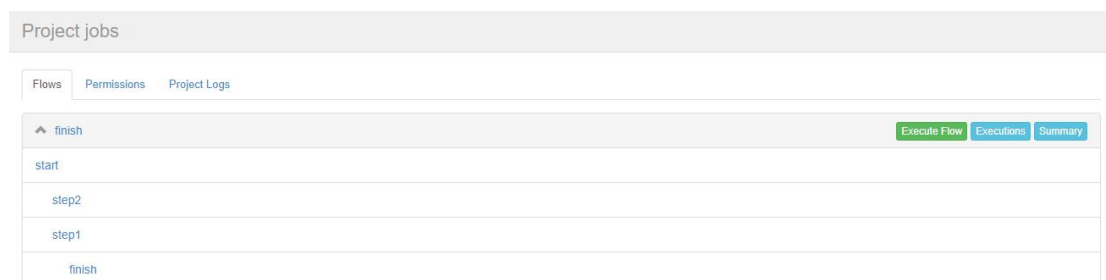 Project jobs
Flows Permissions Project Logs
finish Execute Flow Executions Summary
start
step2
step1
finish